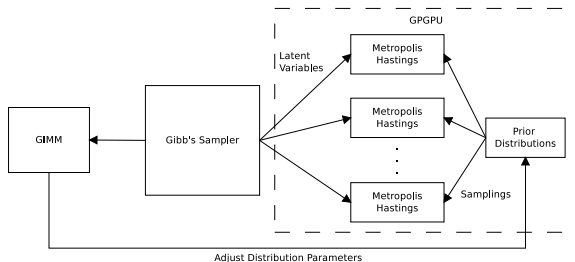 GPGPU
Latent
Variables
Metropolis
Hastings
GIMM
Gibb's Sampler
Metropolis
Hastings
Prior
Distributions
Metropolis
Hastings
Samplings
Adjust Distribution Parameters